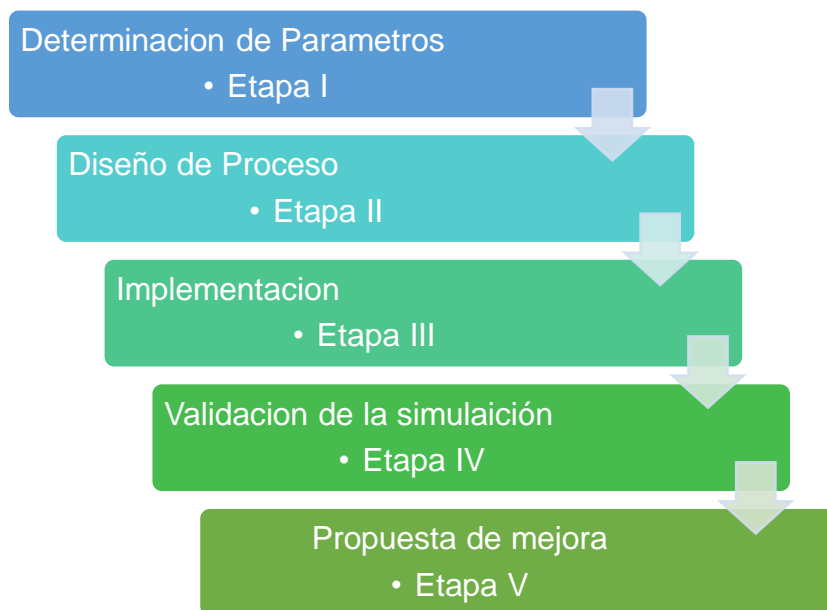 Determinacion de Parametros
• Etapa I
Diseño de Proceso
• Etapa II
Implementacion
• Etapa III
Validacion de la simulaición
• Etapa IV
Propuesta de mejora
• Etapa V